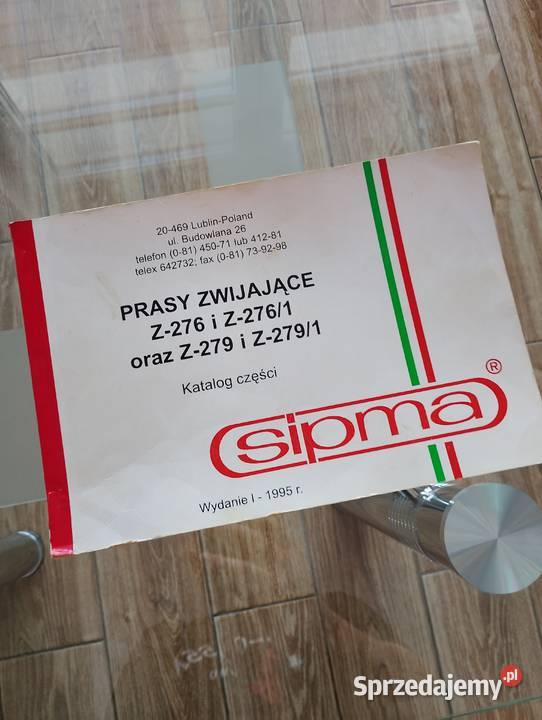 20-469 Lublin-Poland
ul. Budowlana 26
telefon (0-81) 450-71 lub 412-81
telex 642732; fax (0-81) 73-92-98
PRASY ZWIJAJĄCE
Z-276 i Z-276/1
oraz Z-279 i Z-279/1
Katalog części
sipma ®
Wydanie I - 1995 r.
Sprzedajemy.pl